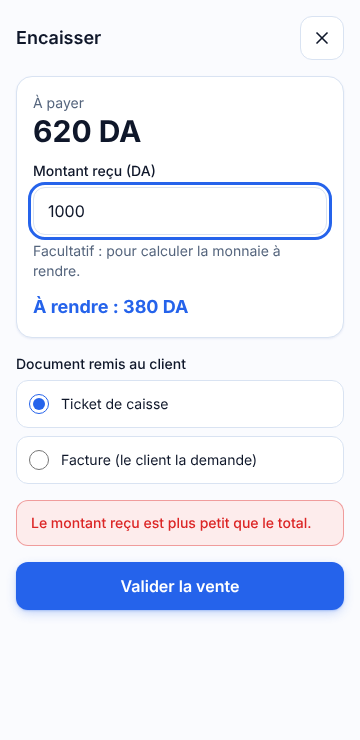 Encaisser
À payer
620 DA
Montant reçu (DA)
1000
Facultatif : pour calculer la monnaie à
rendre.
À rendre : 380 DA
Document remis au client
Ticket de caisse
Facture (le client la demande)
Le montant reçu est plus petit que le total.
Valider la vente